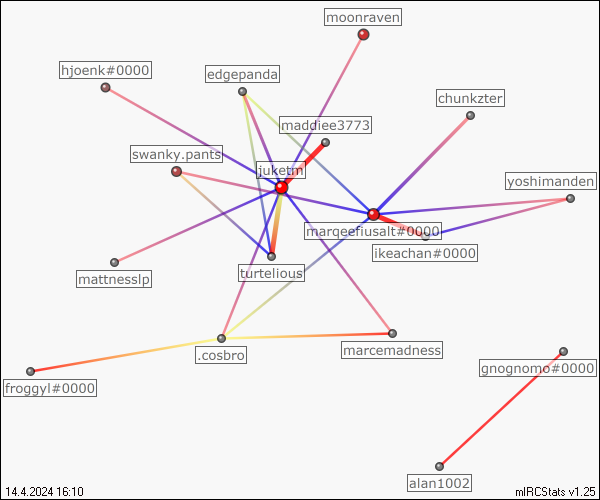 moonraven
hjoenk#0000
edgepanda
chunkzter
maddiee3773
swanky.pants
juketm
yoshimanden
marqeefiusalt#0000
ikeachan#0000
turtelious
mattnesslp
marcemadness
.cosbro
gnognomo#0000
froggyl#0000
alan1002
14.4.2024 16:10
mIRCStats v1.25